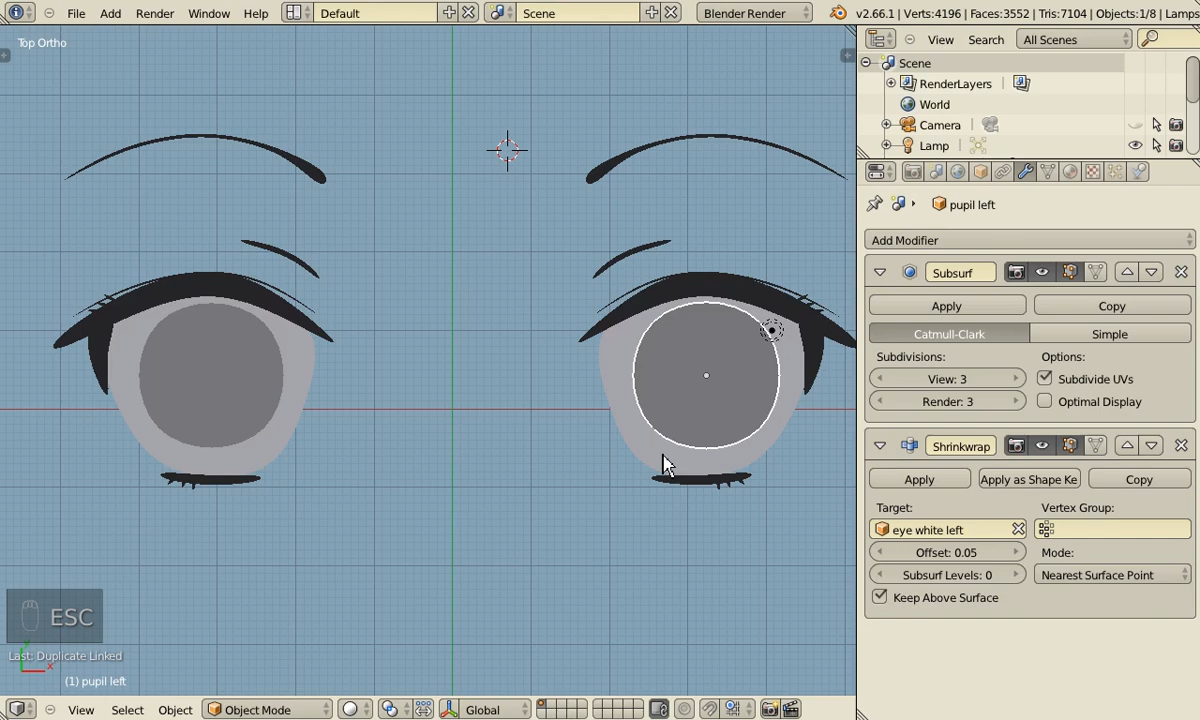 File Add Render Window Help Default Scene Blender Render v2.66.1 | Verts:4196 | Faces:3552 | Tris:7104 | Objects:1/8 | Lamps
Top Ortho
View Search All Scenes
Scene
RenderLayers
World
Camera
Lamp
pupil left
Add Modifier
Subsurf
Apply Copy
Catmull-Clark Simple
Subdivisions: Options:
View: 3 Subdivide UVs
Render: 3 Optimal Display
Shrinkwrap
Apply Apply as Shape Ke Copy
Target: Vertex Group:
eye white left
Offset: 0.05 Mode:
Subsurf Levels: 0 Nearest Surface Point
Keep Above Surface
ESC
Last: Duplicate Linked
x
(1) pupil left
View Select Object Object Mode Global